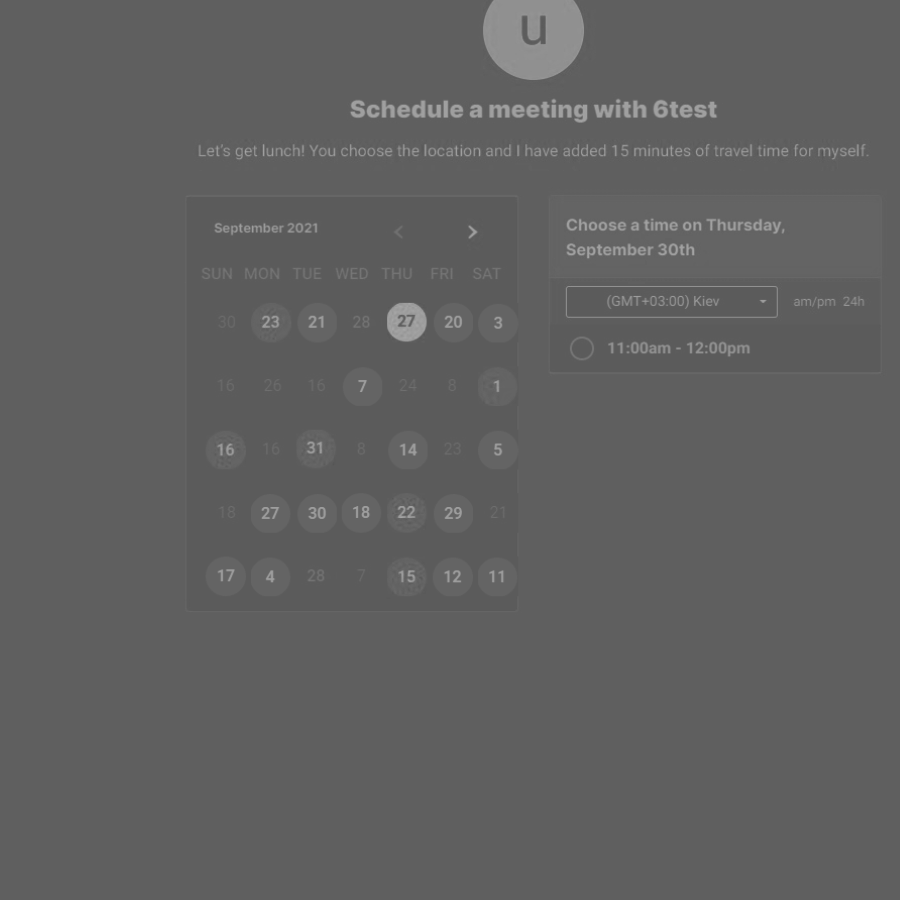 u
Schedule a meeting with 6test
Let's get lunch! You choose the location and I have added 15 minutes of travel time for myself.
September 2021
SUN MON TUE WED THU FRI SAT
30 23 21 28 27 20 3
16 26 16 7 24 8 1
16 16 31 8 14 23 5
18 27 30 18 22 29 21
17 4 28 7 15 12 11
Choose a time on Thursday,
September 30th
(GMT+03:00) Kiev am/pm 24h
11:00am - 12:00pm